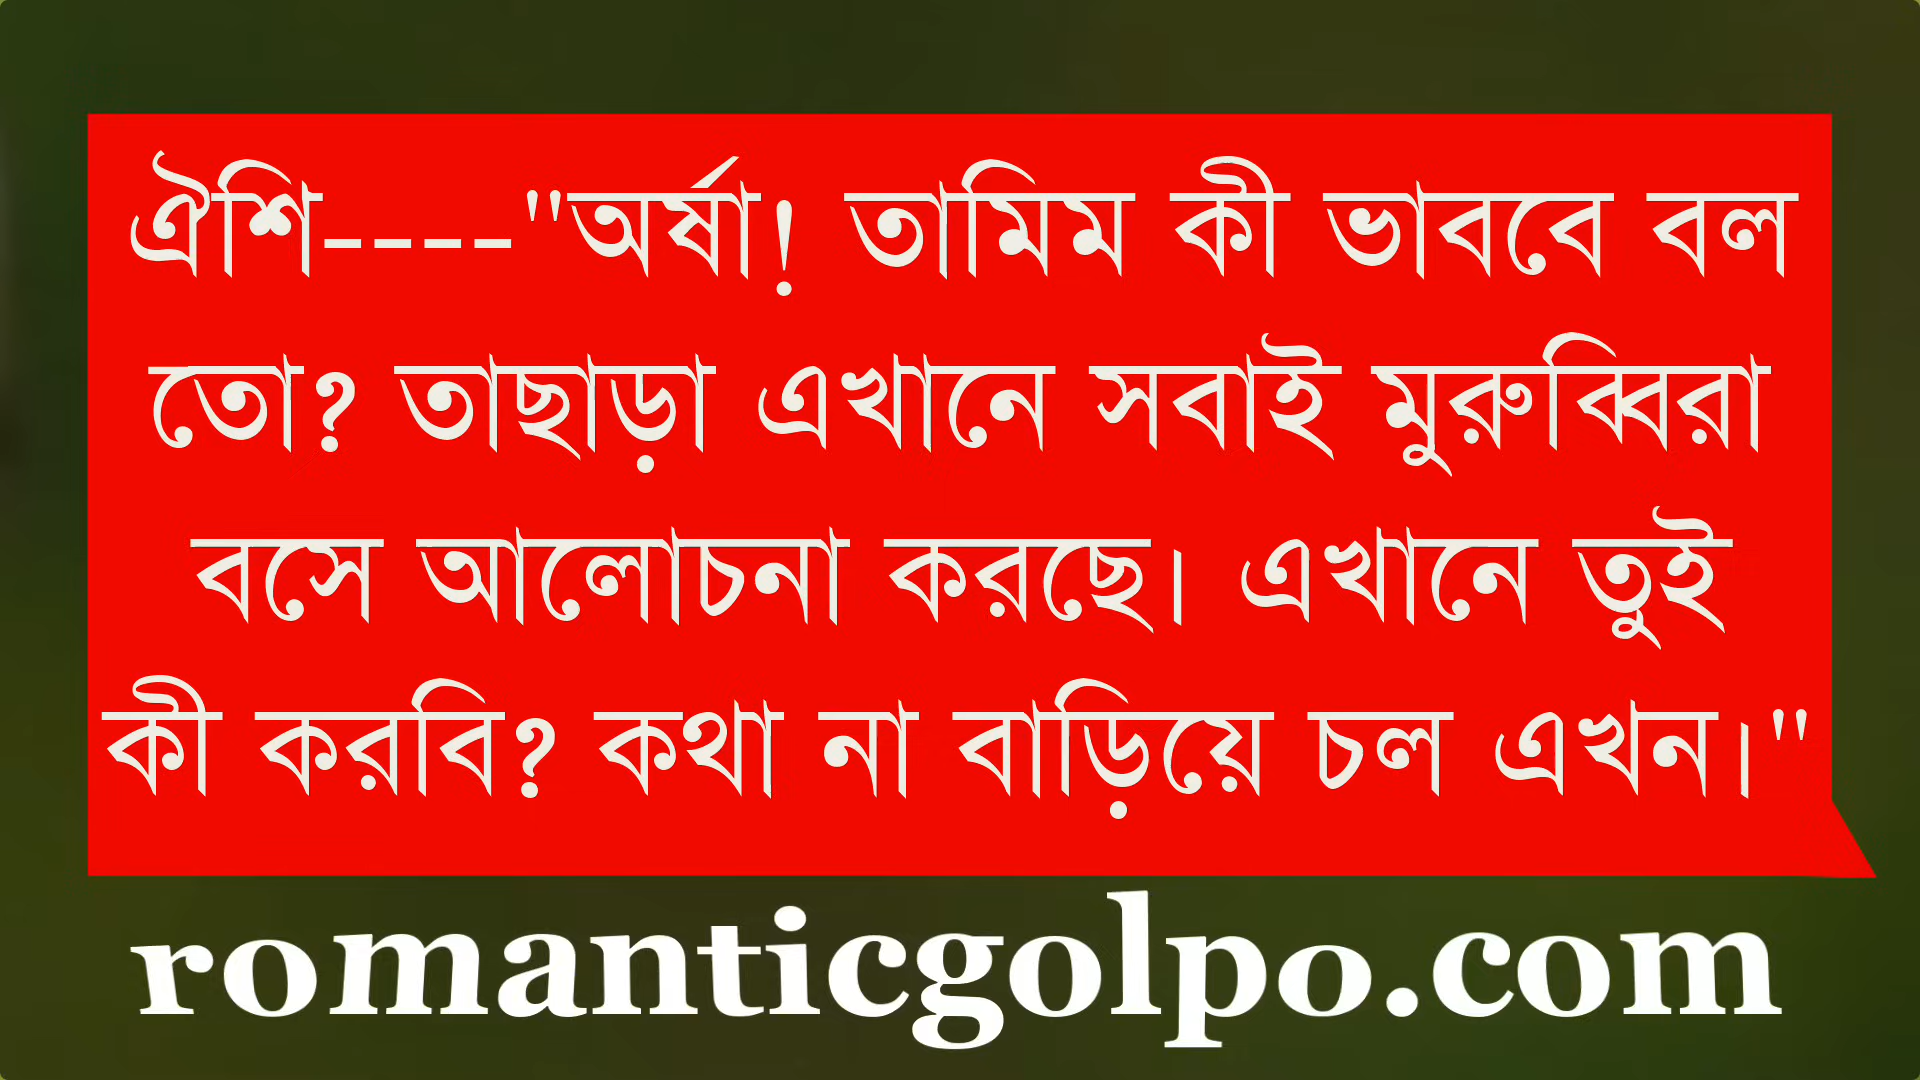 ঐশি----"অর্ষা! তামিম কী ভাববে বল
তো? তাছাড়া এখানে সবাই মুরুব্বিরা
বসে আলোচনা করছে। এখানে তুই
কী করবি? কথা না বাড়িয়ে চল এখন।"
romanticgolpo.com